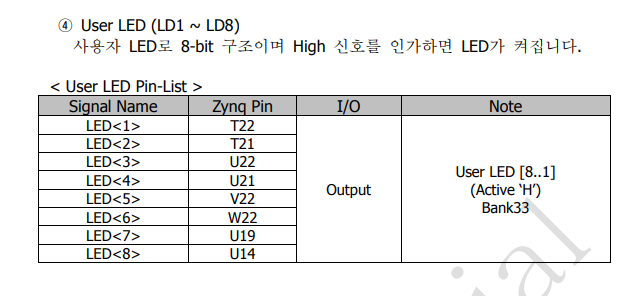 ④ User LED (LD1 ~ LD8)
사용자 LED로 8-bit 구조이며 High 신호를 인가하면 LED가 켜집니다.
< User LED Pin-List >
Signal Name Zynq Pin I/O Note
LED<1> T22
LED<2> T21
LED<3> U22
LED<4> U21
LED<5> V22
LED<6> W22
LED<7> U19
LED<8> U14
Output
User LED [8..1]
(Active ‘H’)
Bank33
ial